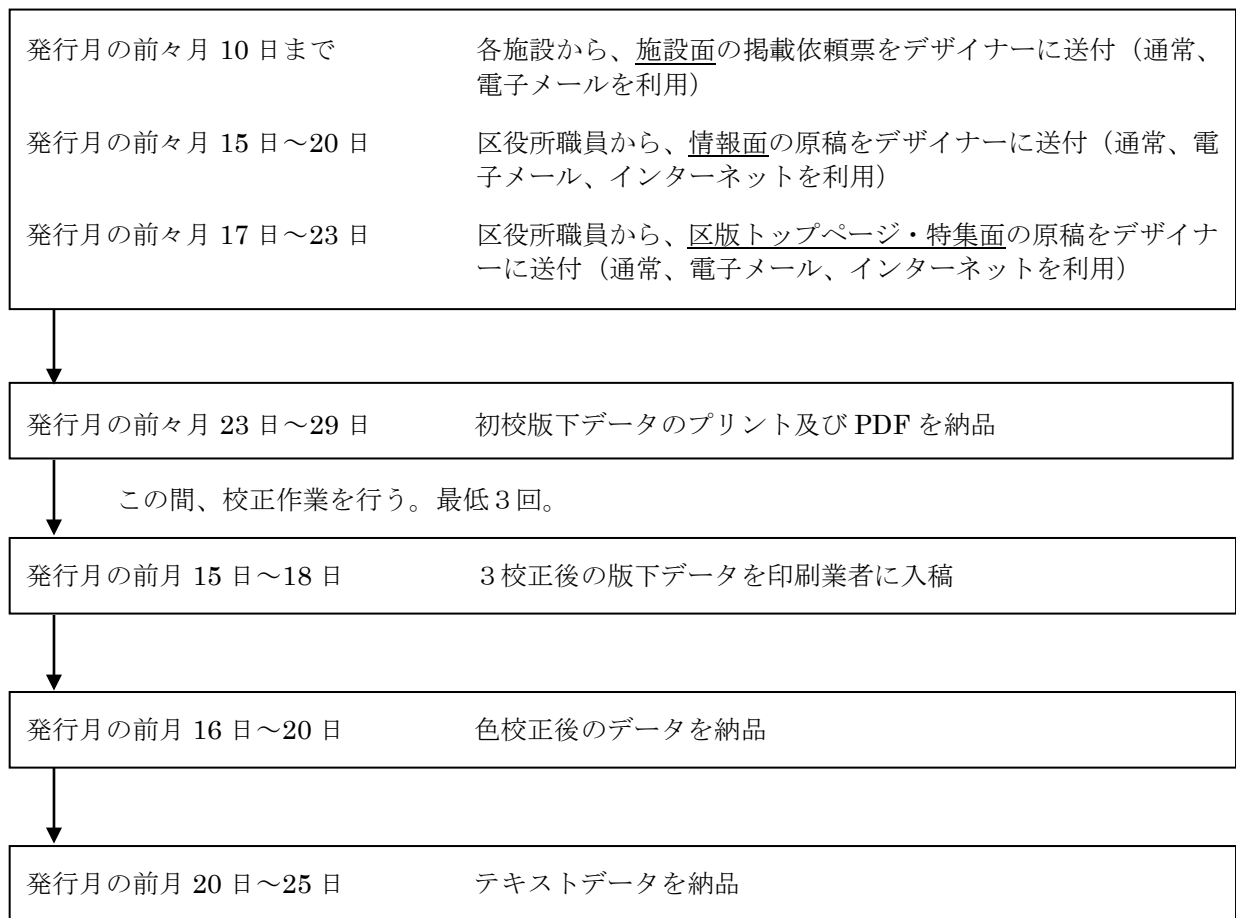 発行月の前々月 10 日まで 各施設から、施設面の掲載依頼票をデザイナーに送付（通常、
電子メールを利用）
発行月の前々月 15 日～20 日 区役所職員から、情報面の原稿をデザイナーに送付（通常、電
子メール、インターネットを利用）
発行月の前々月 17 日～23 日 区役所職員から、区版トップページ・特集面の原稿をデザイナ
ーに送付（通常、電子メール、インターネットを利用）
発行月の前々月 23 日～29 日 初校版下データのプリント及び PDF を納品
この間、校正作業を行う。最低３回。
発行月の前月 15 日～18 日 ３校正後の版下データを印刷業者に入稿
発行月の前月 16 日～20 日 色校正後のデータを納品
発行月の前月 20 日～25 日 テキストデータを納品